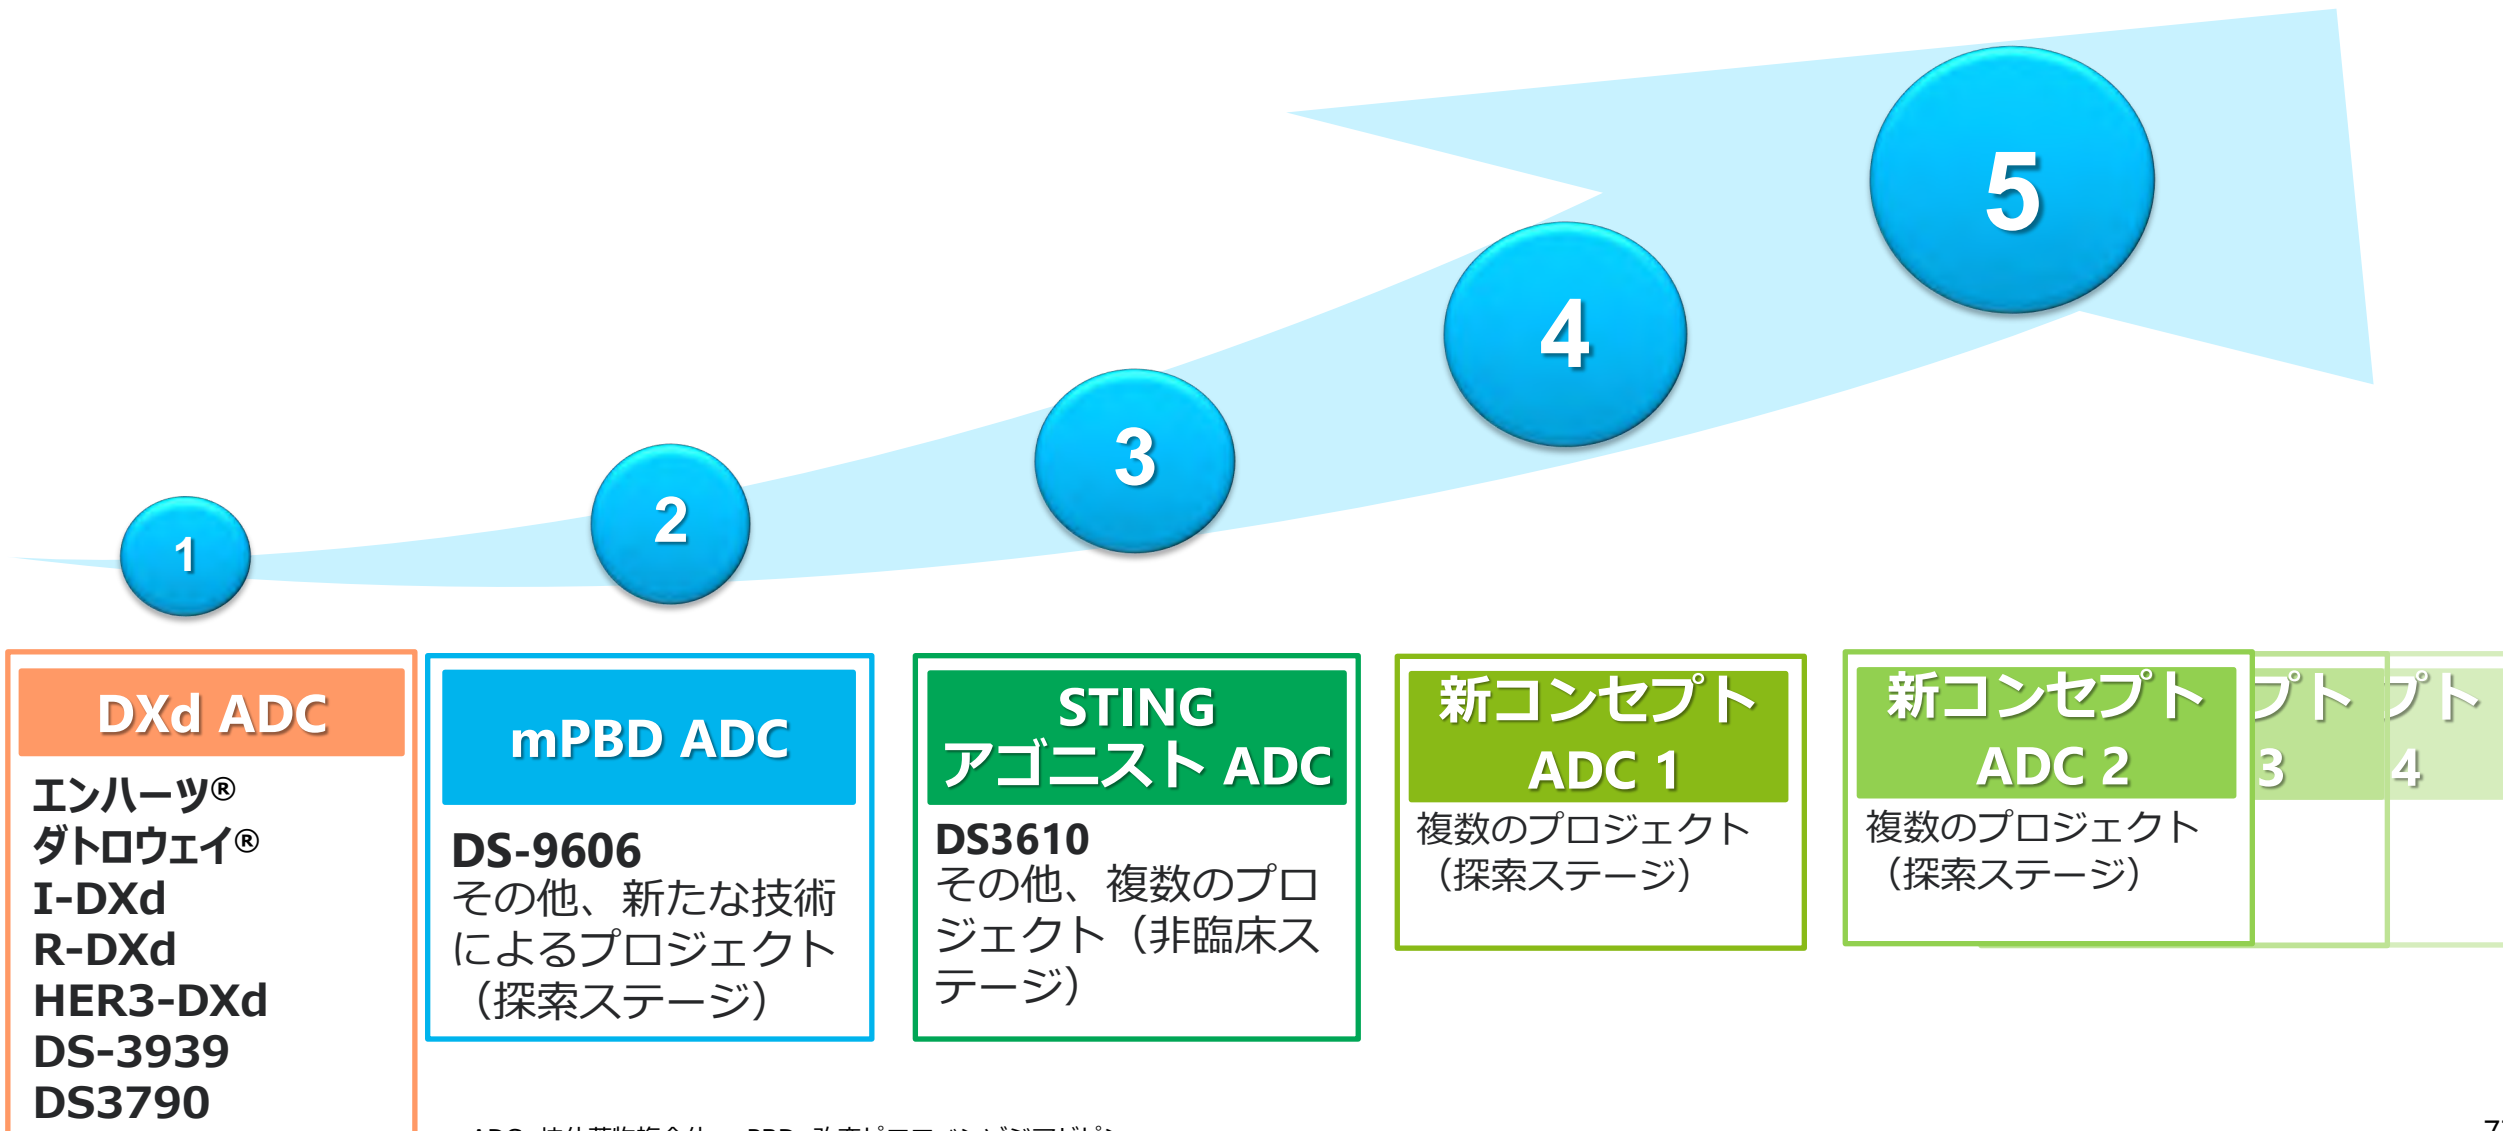 1
2
3
4
5
DXd ADC
エンハーツ®
ダトロウェイ®
I-DXd
R-DXd
HER3-DXd
DS-3939
DS3790
mPBD ADC
DS-9606
その他、新たな技術
によるプロジェクト
（探索ステージ）
STING
アゴニスト ADC
DS3610
その他、複数のプロ
ジェクト（非臨床ス
テージ）
新コンセプト
ADC 1
複数のプロジェクト
（探索ステージ）
新コンセプト
ADC 2
複数のプロジェクト
（探索ステージ）
プト
3
プト
4